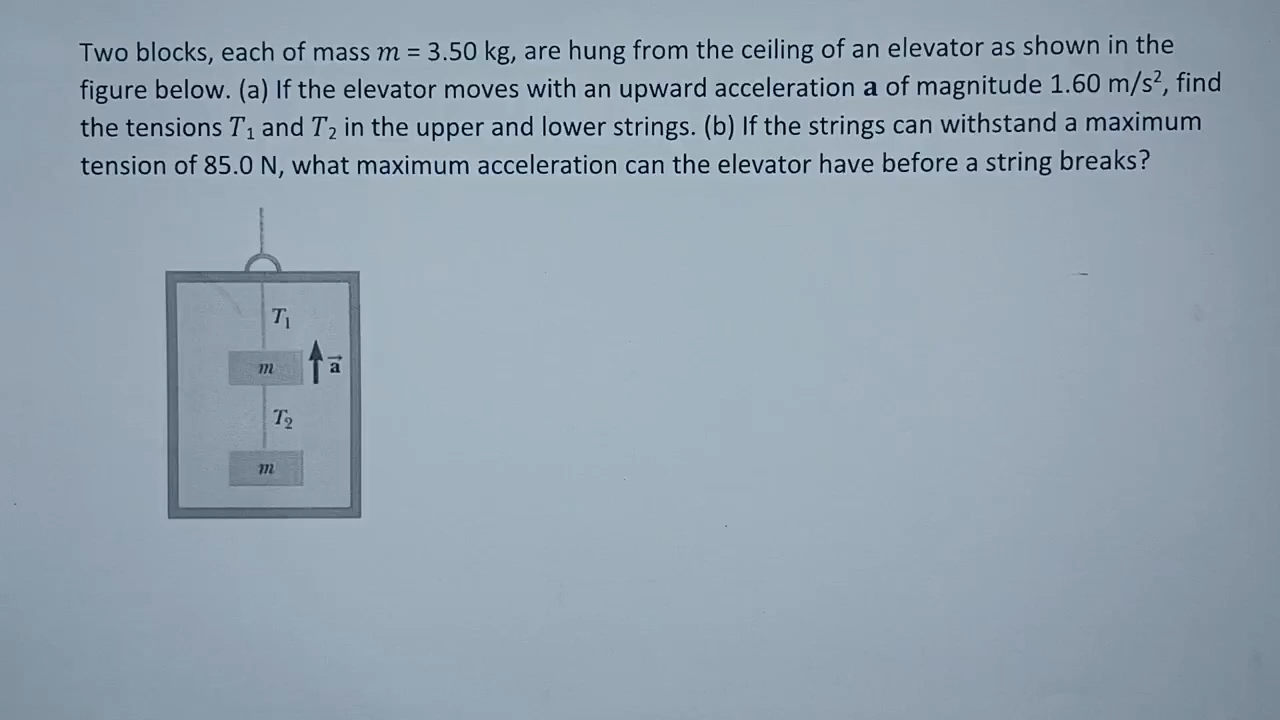 Two blocks, each of mass m = 3.50 kg, are hung from the ceiling of an elevator as shown in the
figure below. (a) If the elevator moves with an upward acceleration a of magnitude 1.60 m/s², find
the tensions T₁ and T₂ in the upper and lower strings. (b) If the strings can withstand a maximum
tension of 85.0 N, what maximum acceleration can the elevator have before a string breaks?
T₁
m
a⃗
T₂
m